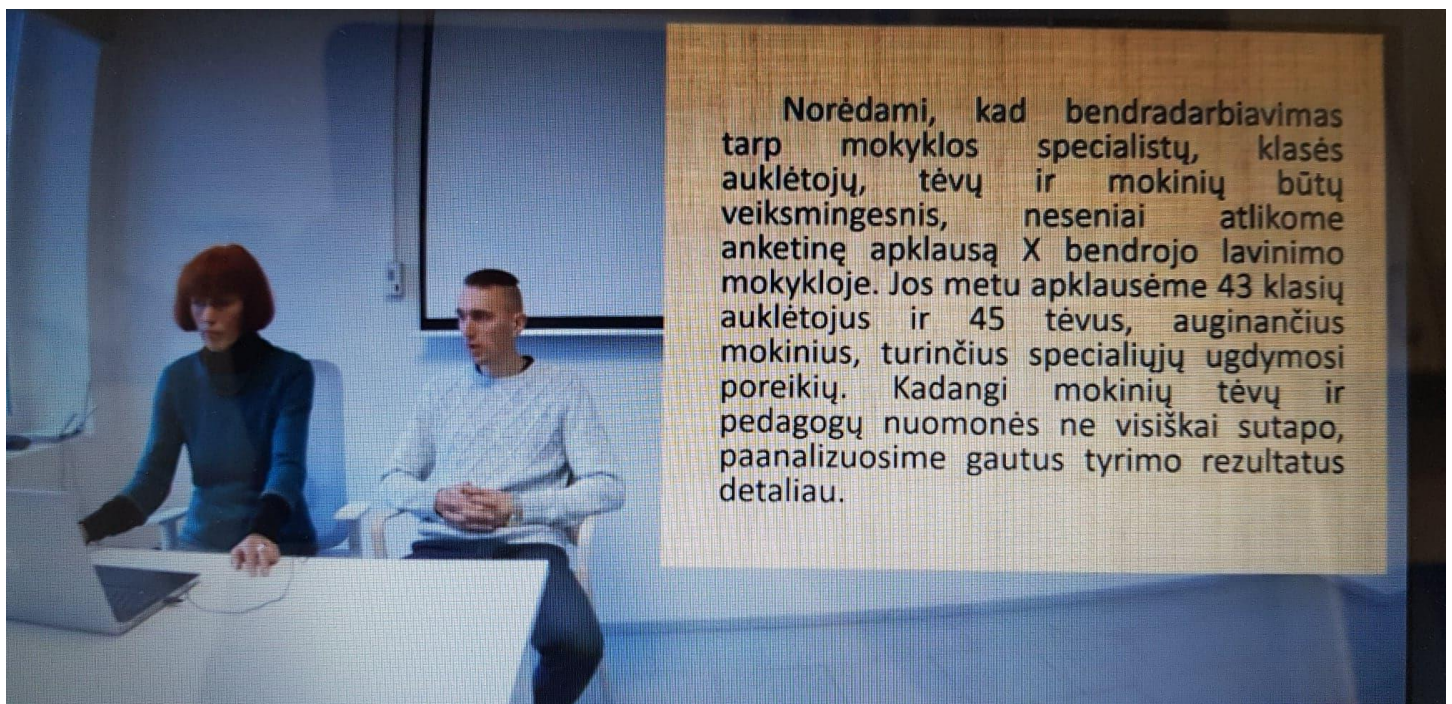 Norėdami, kad bendradarbiavimas
tarp mokyklos specialistų, klasės
auklėtojų, tėvų ir mokinių būtų
veiksmingesnis, neseniai atlikome
anketinę apklausą X bendrojo lavinimo
mokykloje. Jos metu apklausėme 43 klasių
auklėtojus ir 45 tėvus, auginančius
mokinius, turinčius specialiųjų ugdymosi
poreikių. Kadangi mokinių tėvų ir
pedagogų nuomonės ne visiškai sutapo,
paanalizuosime gautus tyrimo rezultatus
detaliau.